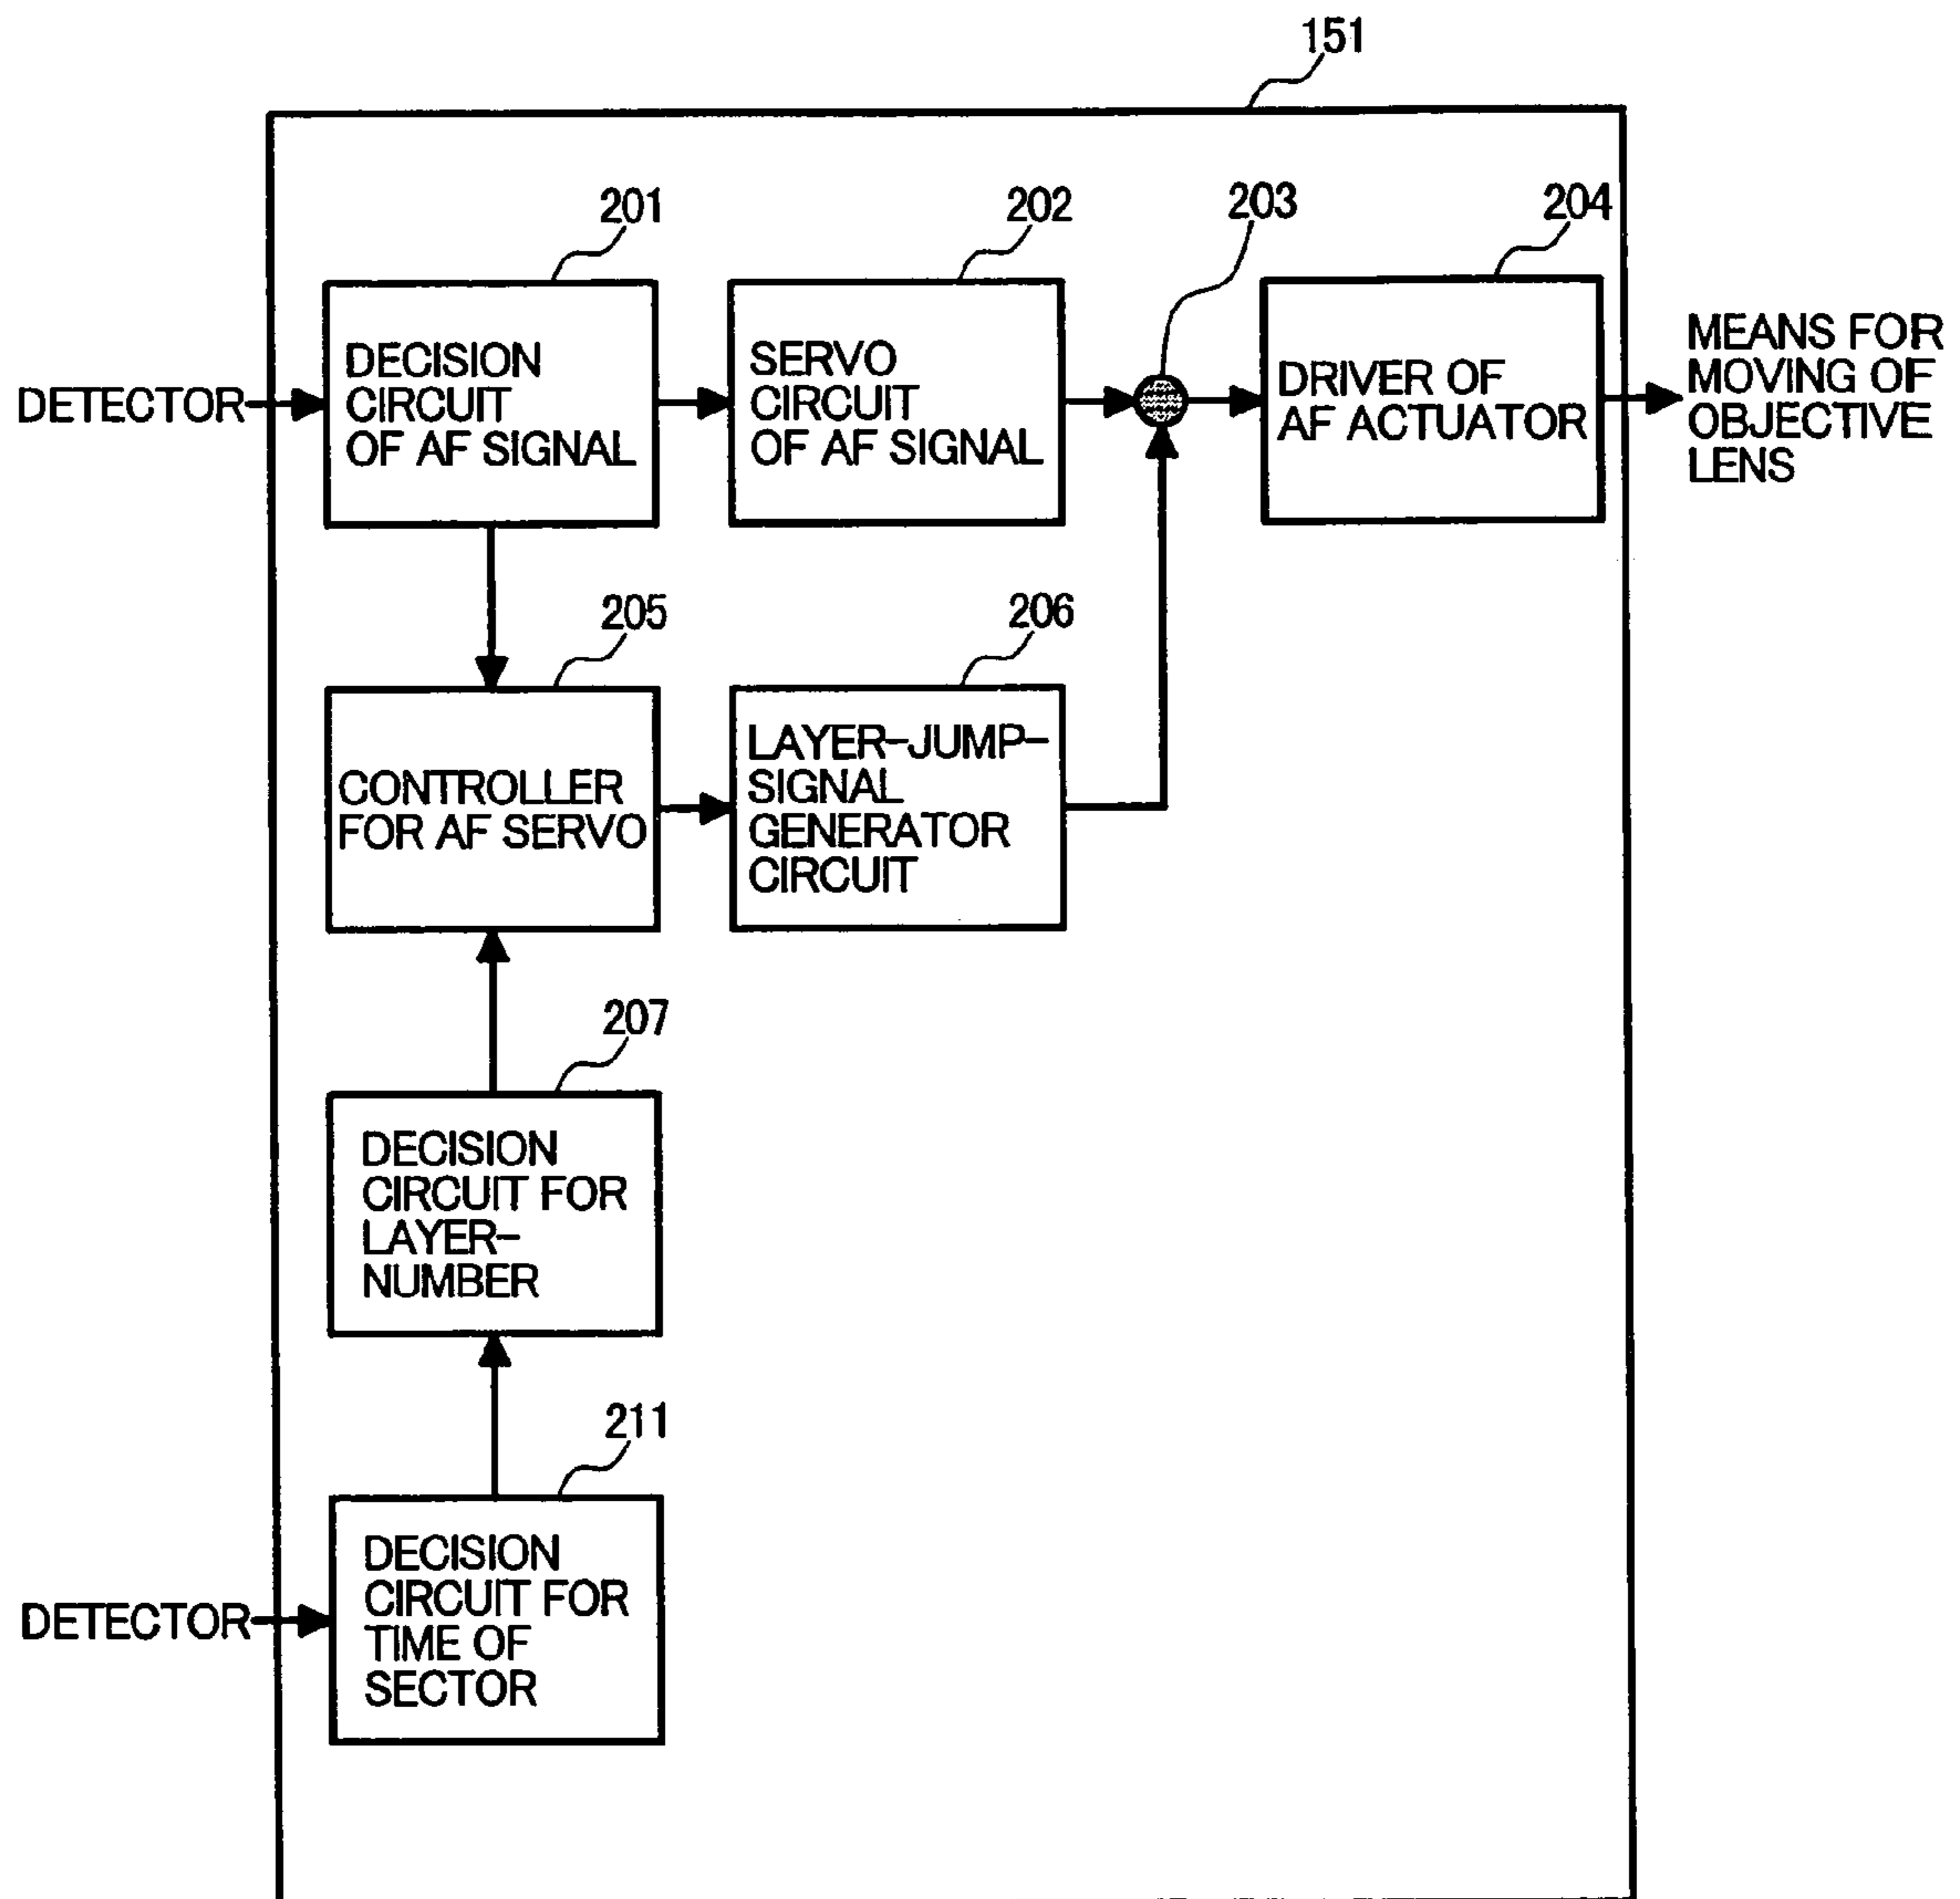 151
201
202
203
204
DETECTOR
DECISION
CIRCUIT
OF AF SIGNAL
SERVO
CIRCUIT
OF AF SIGNAL
DRIVER OF
AF ACTUATOR
MEANS FOR
MOVING OF
OBJECTIVE
LENS
205
206
CONTROLLER
FOR AF SERVO
LAYER-JUMP-
SIGNAL
GENERATOR
CIRCUIT
207
DECISION
CIRCUIT FOR
LAYER-
NUMBER
211
DETECTOR
DECISION
CIRCUIT FOR
TIME OF
SECTOR